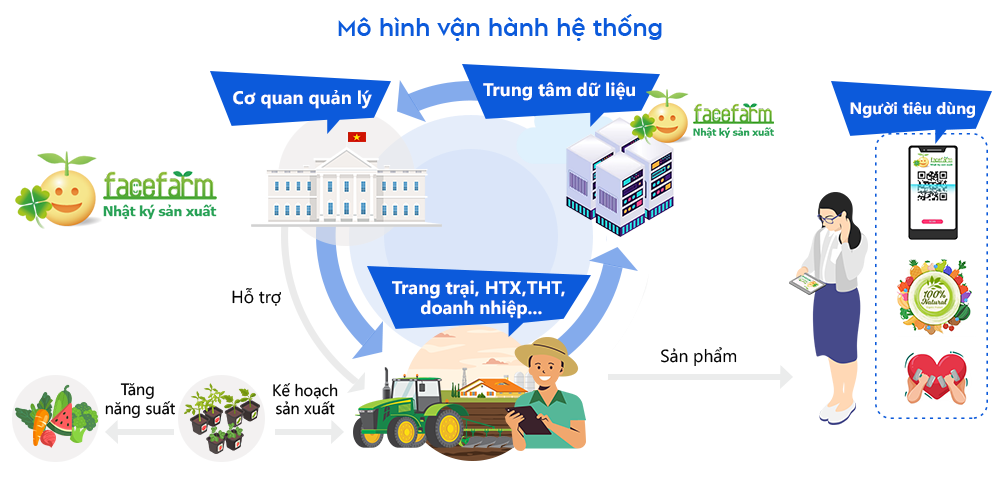 Mô hình vận hành hệ thống
Cơ quan quản lý
Trung tâm dữ liệu
facefarm
Nhật ký sản xuất
Người tiêu dùng
facefarm
facefarm
Nhật ký sản xuất
100%
Natural
Hỗ trợ
Trang trại, HTX,THT,
doanh nhiệp...
Sản phẩm
Tăng
năng suất
Kế hoạch
sản xuất